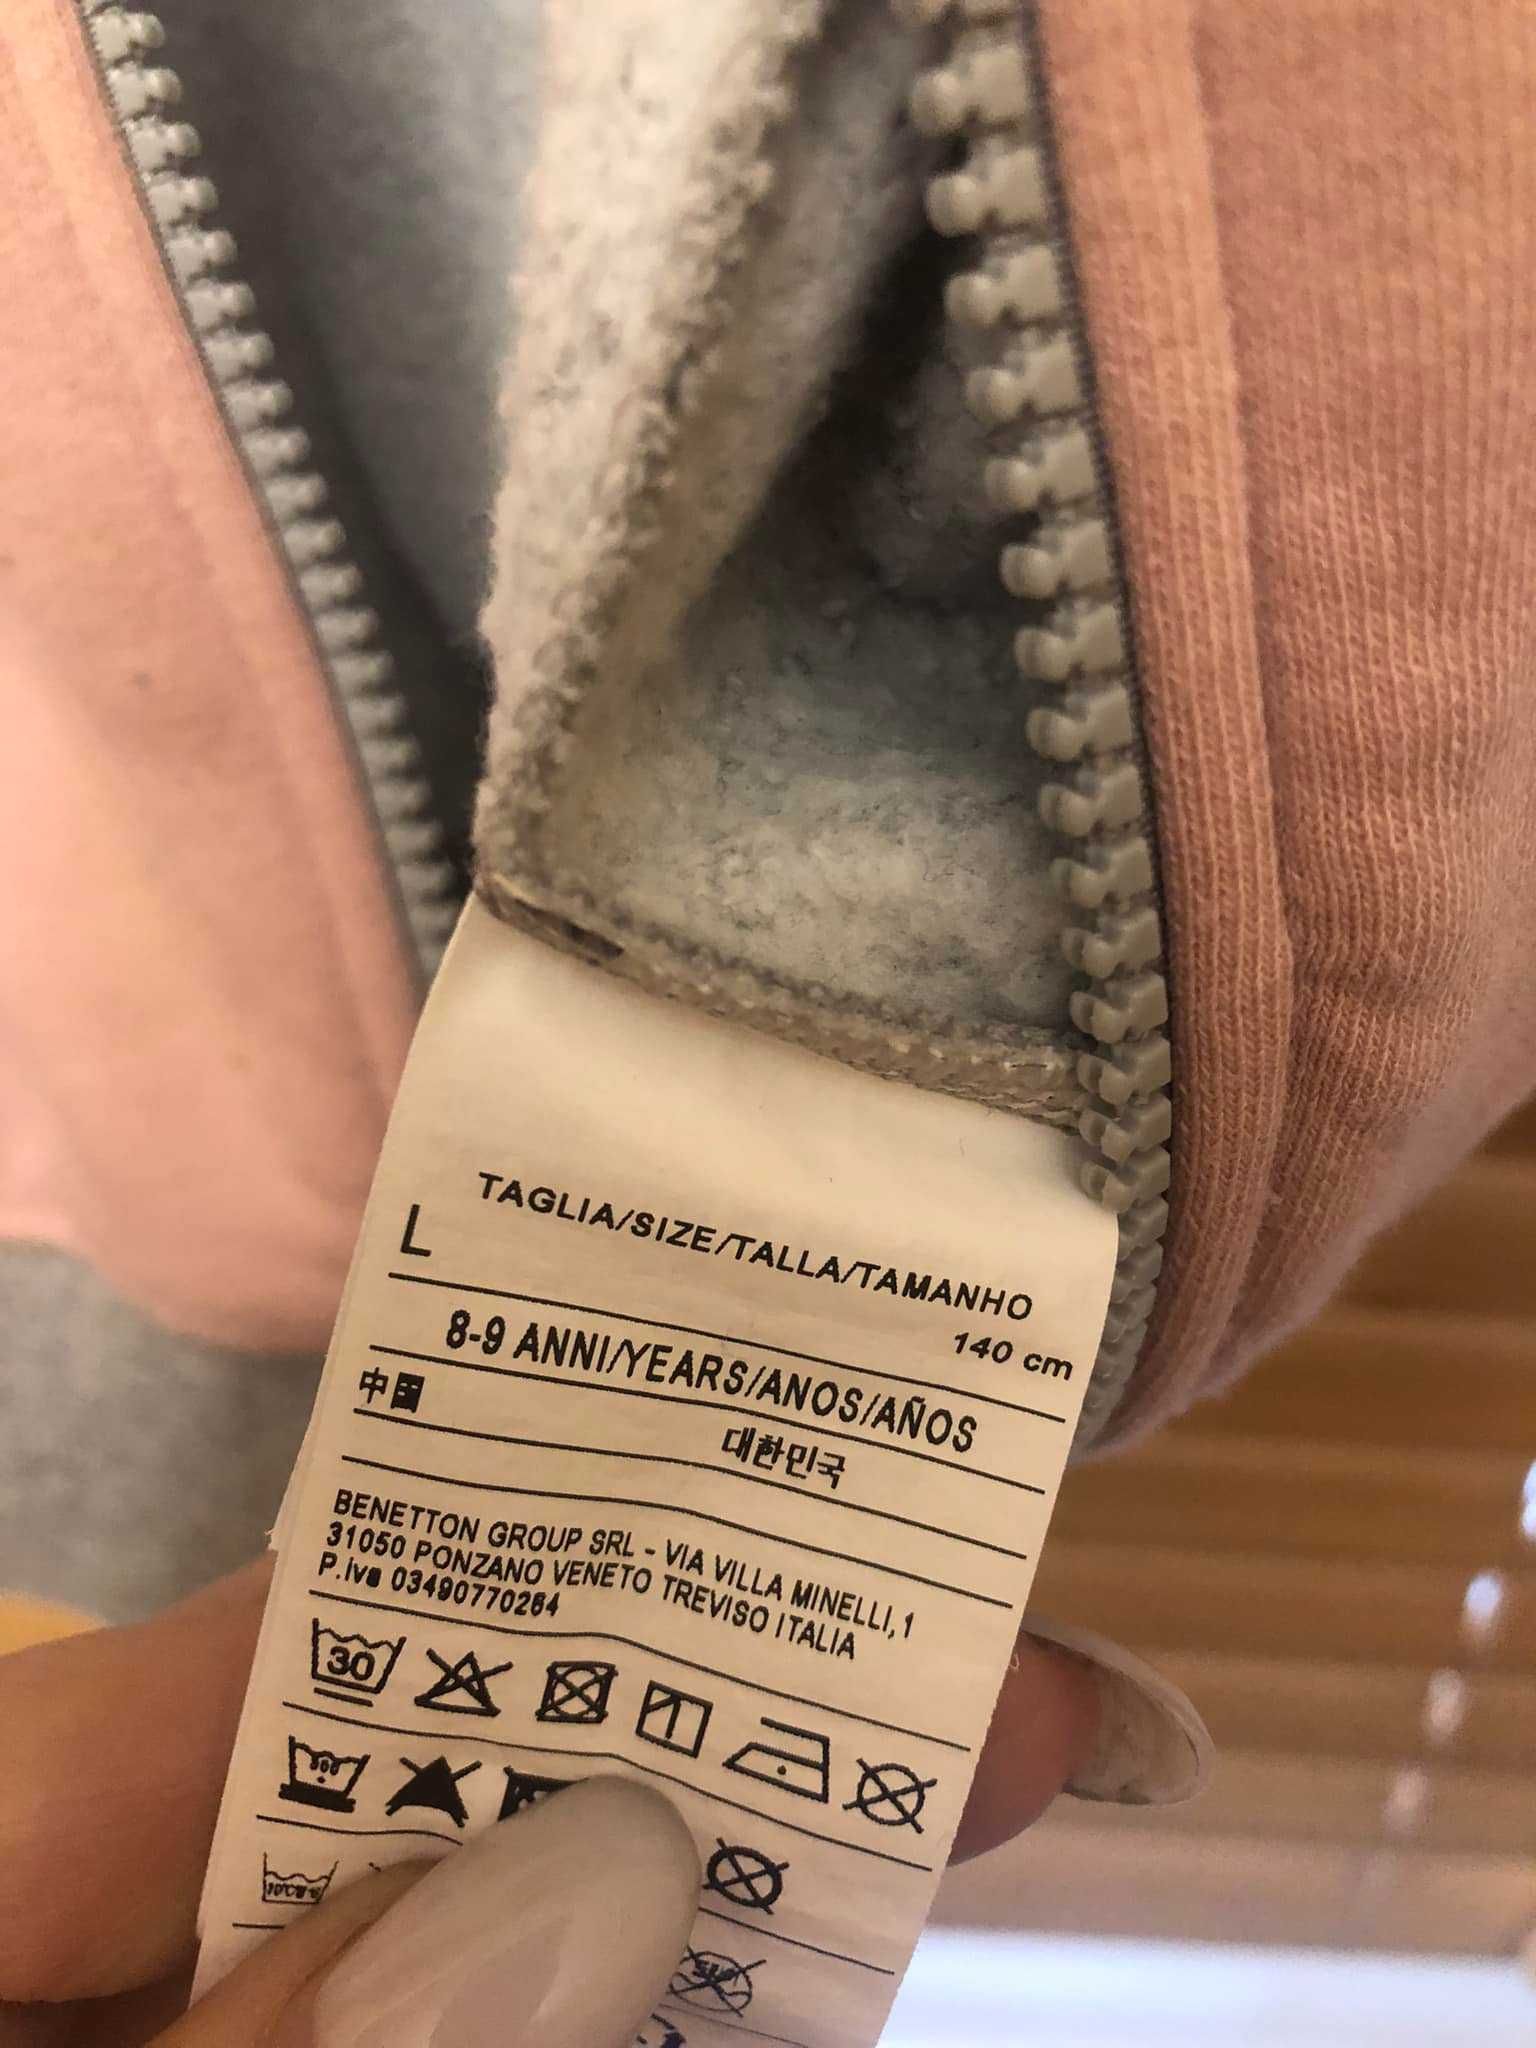 TAGLIA/SIZE/TALLA/TAMANHO
L 140 cm
8-9 ANNI/YEARS/ANOS/AÑOS
中国
대한민국
BENETTON GROUP SRL - VIA VILLA MINELLI,1
31050 PONZANO VENETO TREVISO ITALIA
P.iva 03490770264
30